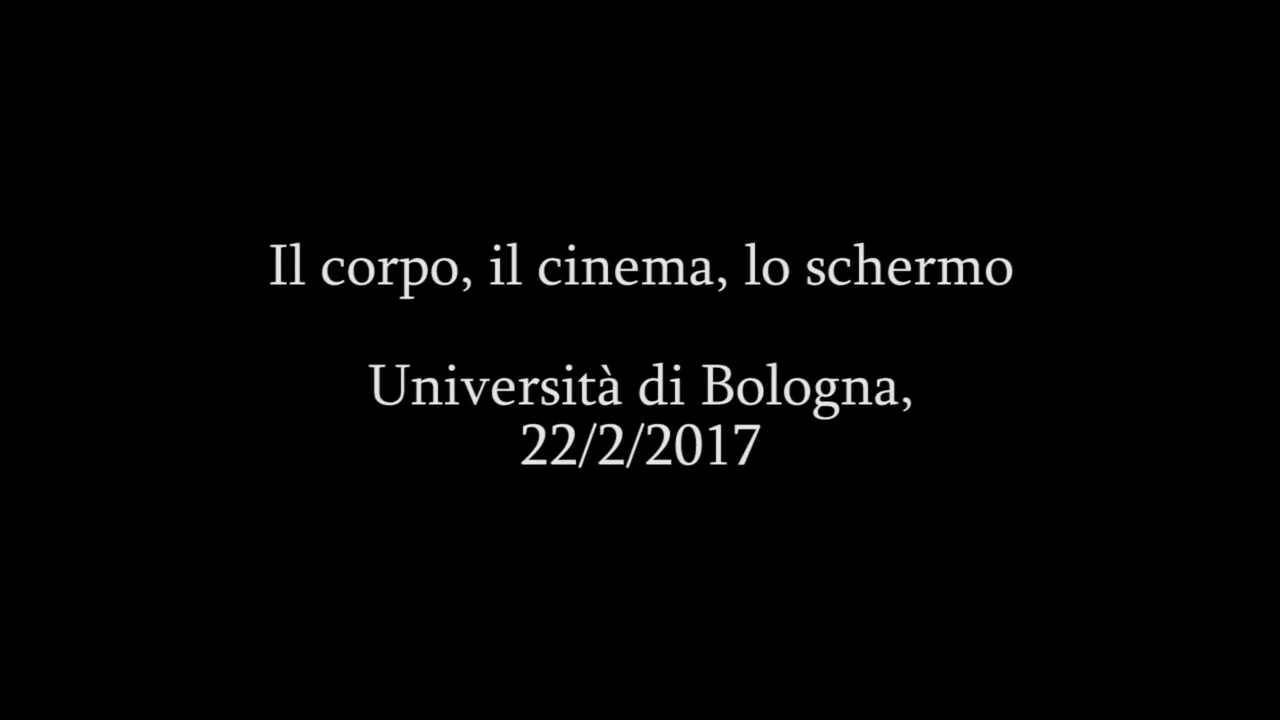 Il corpo, il cinema, lo schermo
Università di Bologna,
22/2/2017